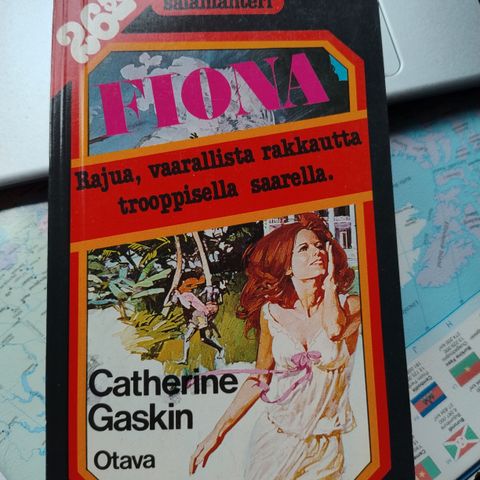 salamanteri
FIONA
Rajua, vaarallista rakkautta
trooppisella saarella.
Catherine
Gaskin
Otava